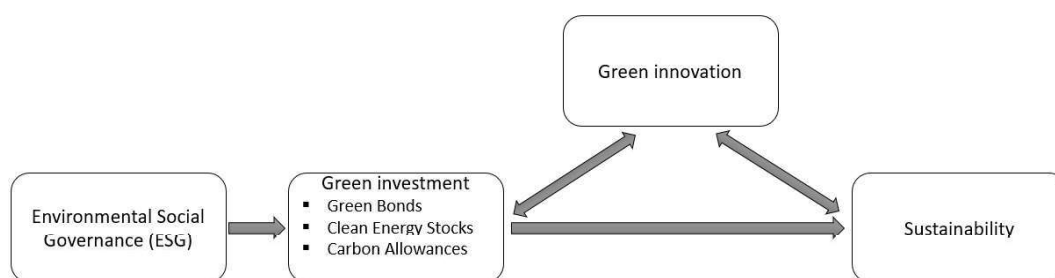 Green innovation
Environmental Social
Governance (ESG)
Green investment
▪ Green Bonds
▪ Clean Energy Stocks
▪ Carbon Allowances
Sustainability